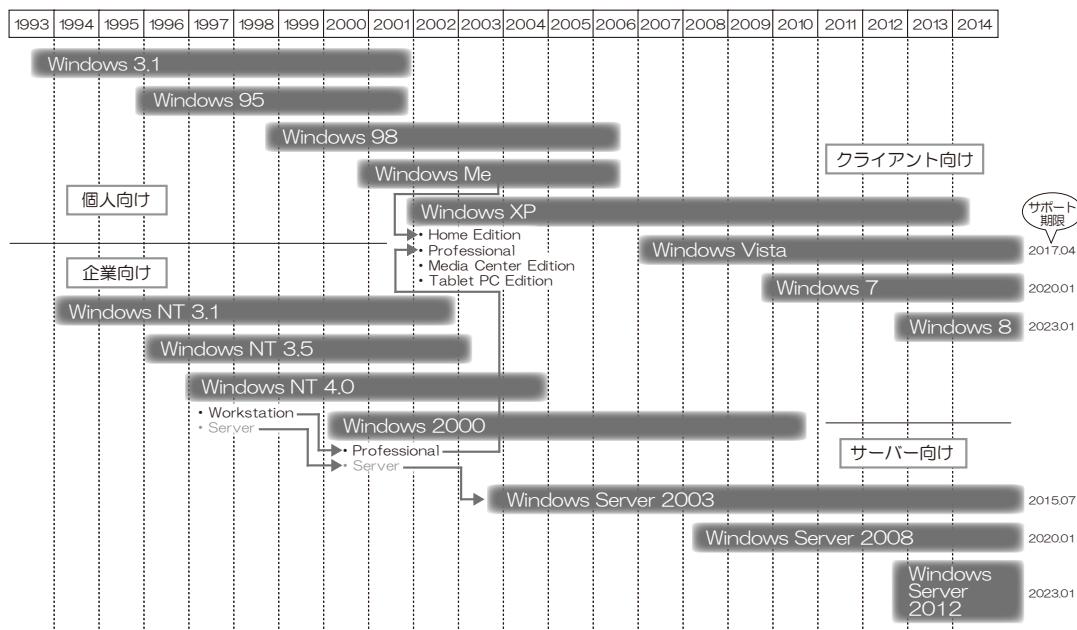 1993 1994 1995 1996 1997 1998 1999 2000 2001 2002 2003 2004 2005 2006 2007 2008 2009 2010 2011 2012 2013 2014
Windows 3.1
Windows 95
Windows 98
クライアント向け
Windows Me
個人向け
Windows XP
サポート
期限
• Home Edition
• Professional
• Media Center Edition
• Tablet PC Edition
Windows Vista
2017.04
企業向け
Windows 7
2020.01
Windows NT 3.1
Windows 8
2023.01
Windows NT 3.5
Windows NT 4.0
• Workstation
• Server
Windows 2000
• Professional
• Server
サーバー向け
Windows Server 2003
2015.07
Windows Server 2008
2020.01
Windows
Server
2012
2023.01